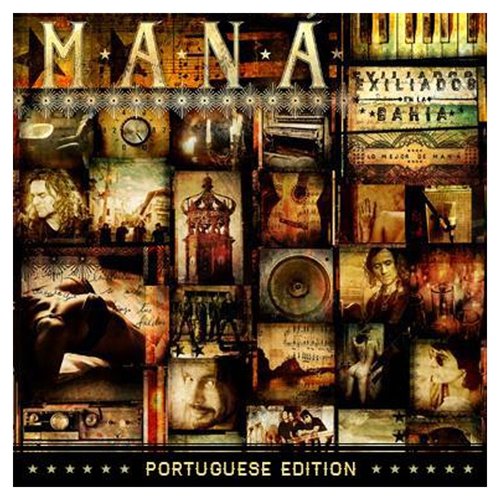 MANÁ
EXILIADOS
EN LA
BAHÍA
LO MEJOR DE MANÁ
PORTUGUESE EDITION